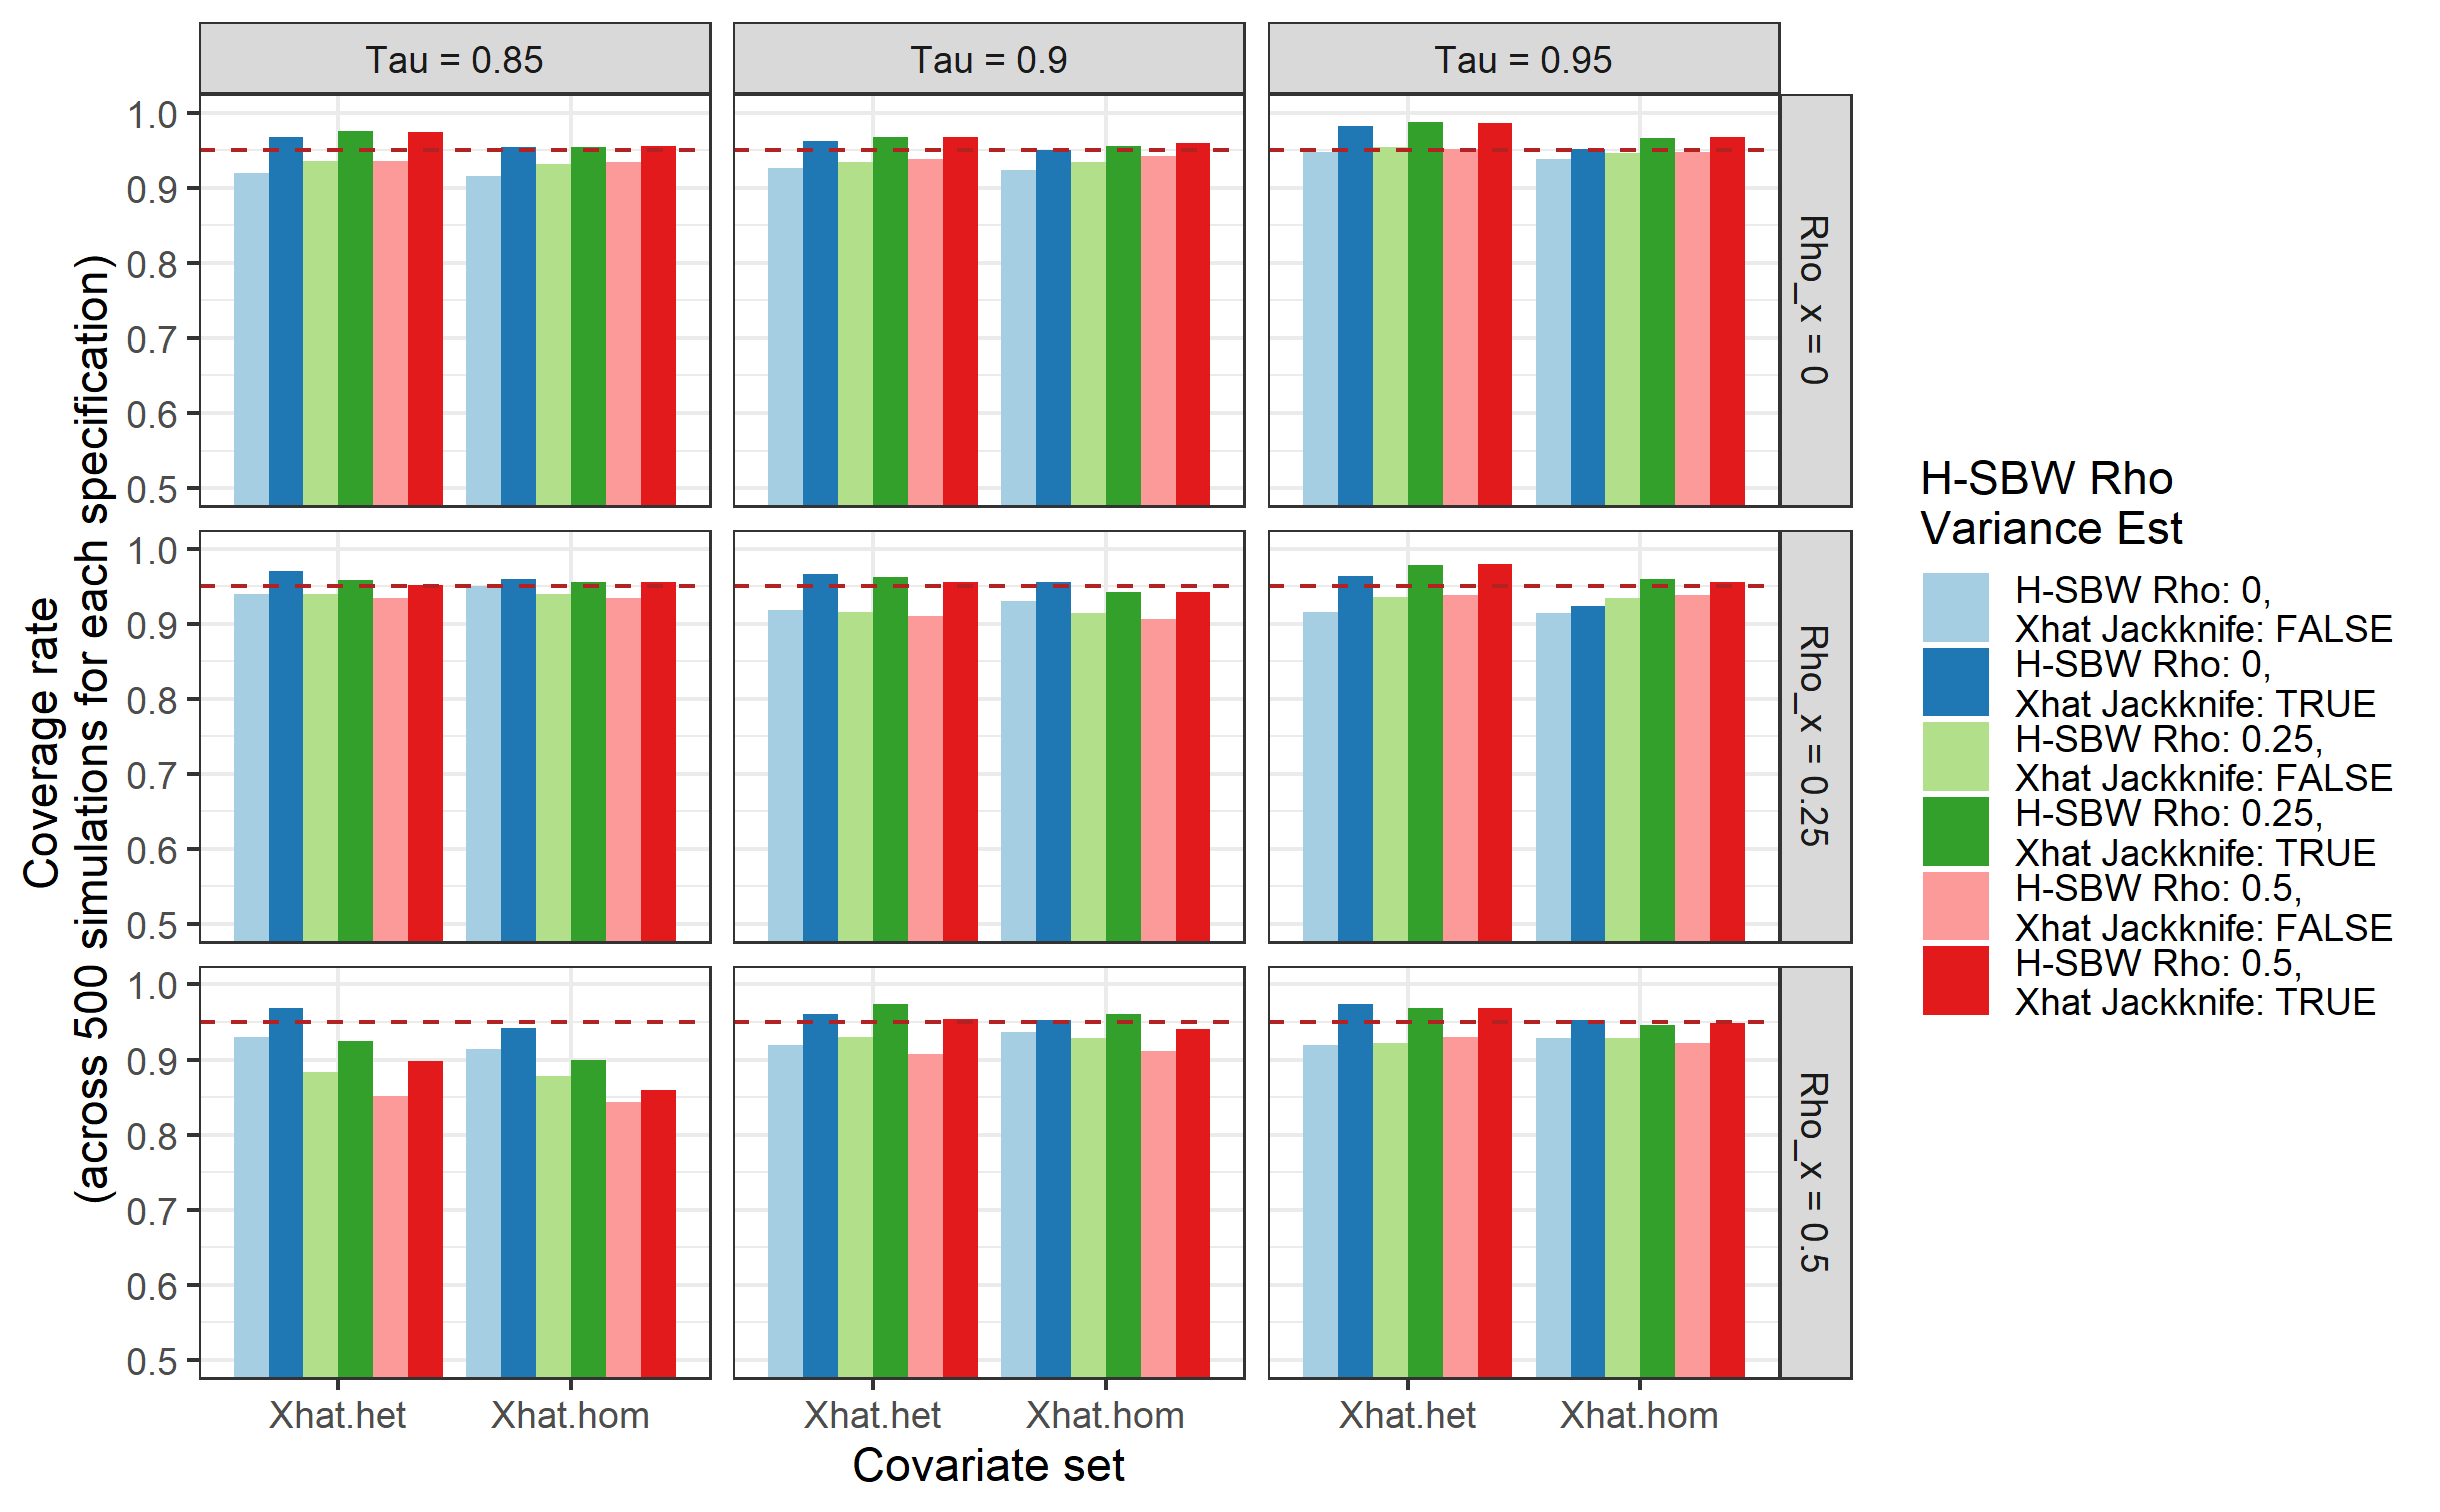 Tau = 0.85
Tau = 0.9
Tau = 0.95
Coverage rate
(across 500 simulations for each specification)
1.0
0.9
0.8
0.7
0.6
0.5
Rho_x = 0
1.0
0.9
0.8
0.7
0.6
0.5
Rho_x = 0.25
1.0
0.9
0.8
0.7
0.6
0.5
Rho_x = 0.5
Xhat.het
Xhat.hom
Xhat.het
Xhat.hom
Xhat.het
Xhat.hom
Covariate set
H-SBW Rho
Variance Est
H-SBW Rho: 0,
Xhat Jackknife: FALSE
H-SBW Rho: 0,
Xhat Jackknife: TRUE
H-SBW Rho: 0.25,
Xhat Jackknife: FALSE
H-SBW Rho: 0.25,
Xhat Jackknife: TRUE
H-SBW Rho: 0.5,
Xhat Jackknife: FALSE
H-SBW Rho: 0.5,
Xhat Jackknife: TRUE